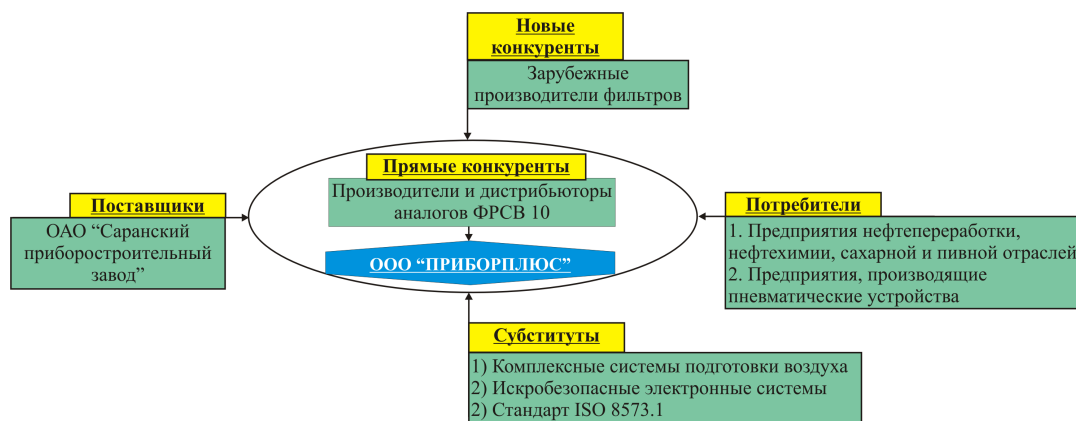 Новые
конкуренты
Зарубежные
производители фильтров
Прямые конкуренты
Производители и дистрибьюторы
аналогов ФРСВ 10
ООО “ПРИБОРПЛЮС”
Поставщики
ОАО “Саранский
приборостроительный
завод”
Потребители
1. Предприятия нефтепереработки,
нефтехимии, сахарной и пивной отраслей
2. Предприятия, производящие
пневматические устройства
Субституты
1) Комплексные системы подготовки воздуха
2) Искробезопасные электронные системы
2) Стандарт ISO 8573.1